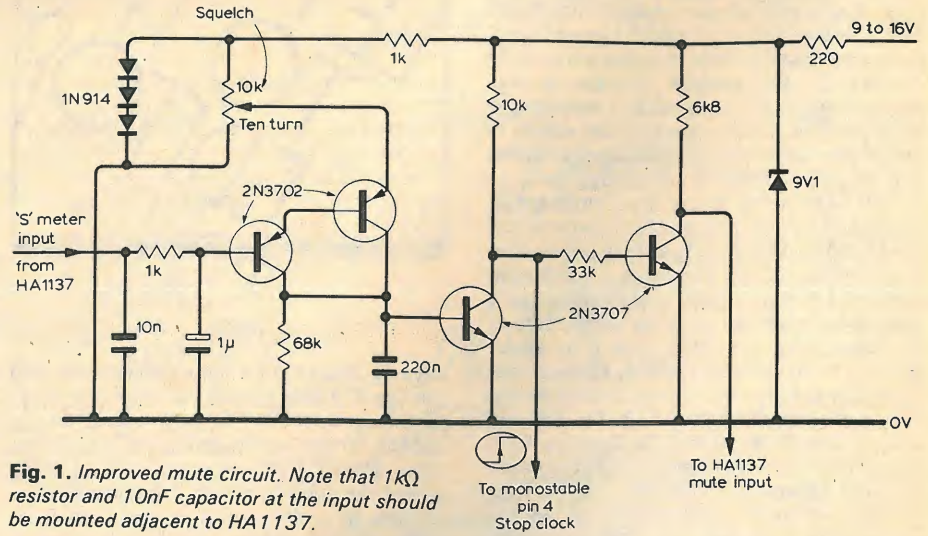 Squelch
9 to 16V
1k
220
1N914
10k
Ten turn
10k
6k8
9V1
2N3702
'S' meter
input
from
HA1137
1k
33k
2N3707
10n
1μ
68k
220n
0V
To monostable
pin 4
Stop clock
To HA1137
mute input
Fig. 1. Improved mute circuit. Note that 1kΩ
resistor and 10nF capacitor at the input should
be mounted adjacent to HA1137.